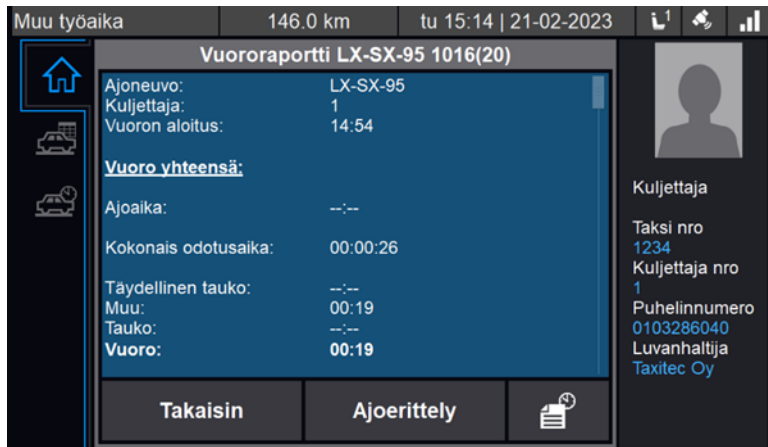 Muu työaika 146.0 km tu 15:14 | 21-02-2023 1
Vuororaportti LX-SX-95 1016(20)
Ajoneuvo: LX-SX-95
Kuljettaja: 1
Vuoron aloitus: 14:54
Vuoro yhteensä:
Ajoaika: --:--
Kokonais odotusaika: 00:00:26
Täydellinen tauko: --:--
Muu: 00:19
Tauko: --:--
Vuoro: 00:19
Takaisin Ajoerittely
Kuljettaja
Taksi nro
1234
Kuljettaja nro
1
Puhelinnumero
0103286040
Luvanhaltija
Taxitec Oy